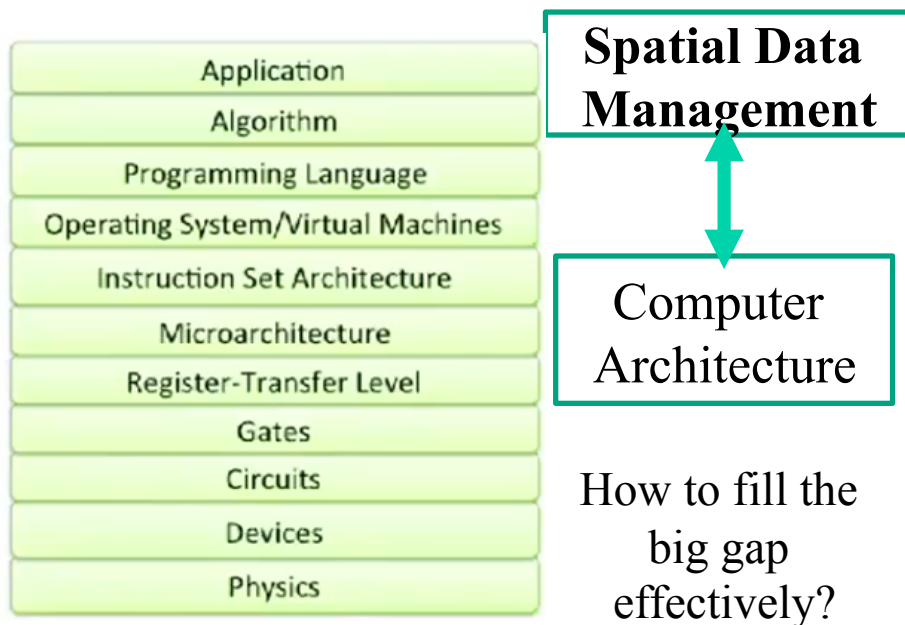 Application
Algorithm
Programming Language
Operating System/Virtual Machines
Instruction Set Architecture
Microarchitecture
Register-Transfer Level
Gates
Circuits
Devices
Physics
Spatial Data
Management
Computer
Architecture
How to fill the
big gap
effectively?